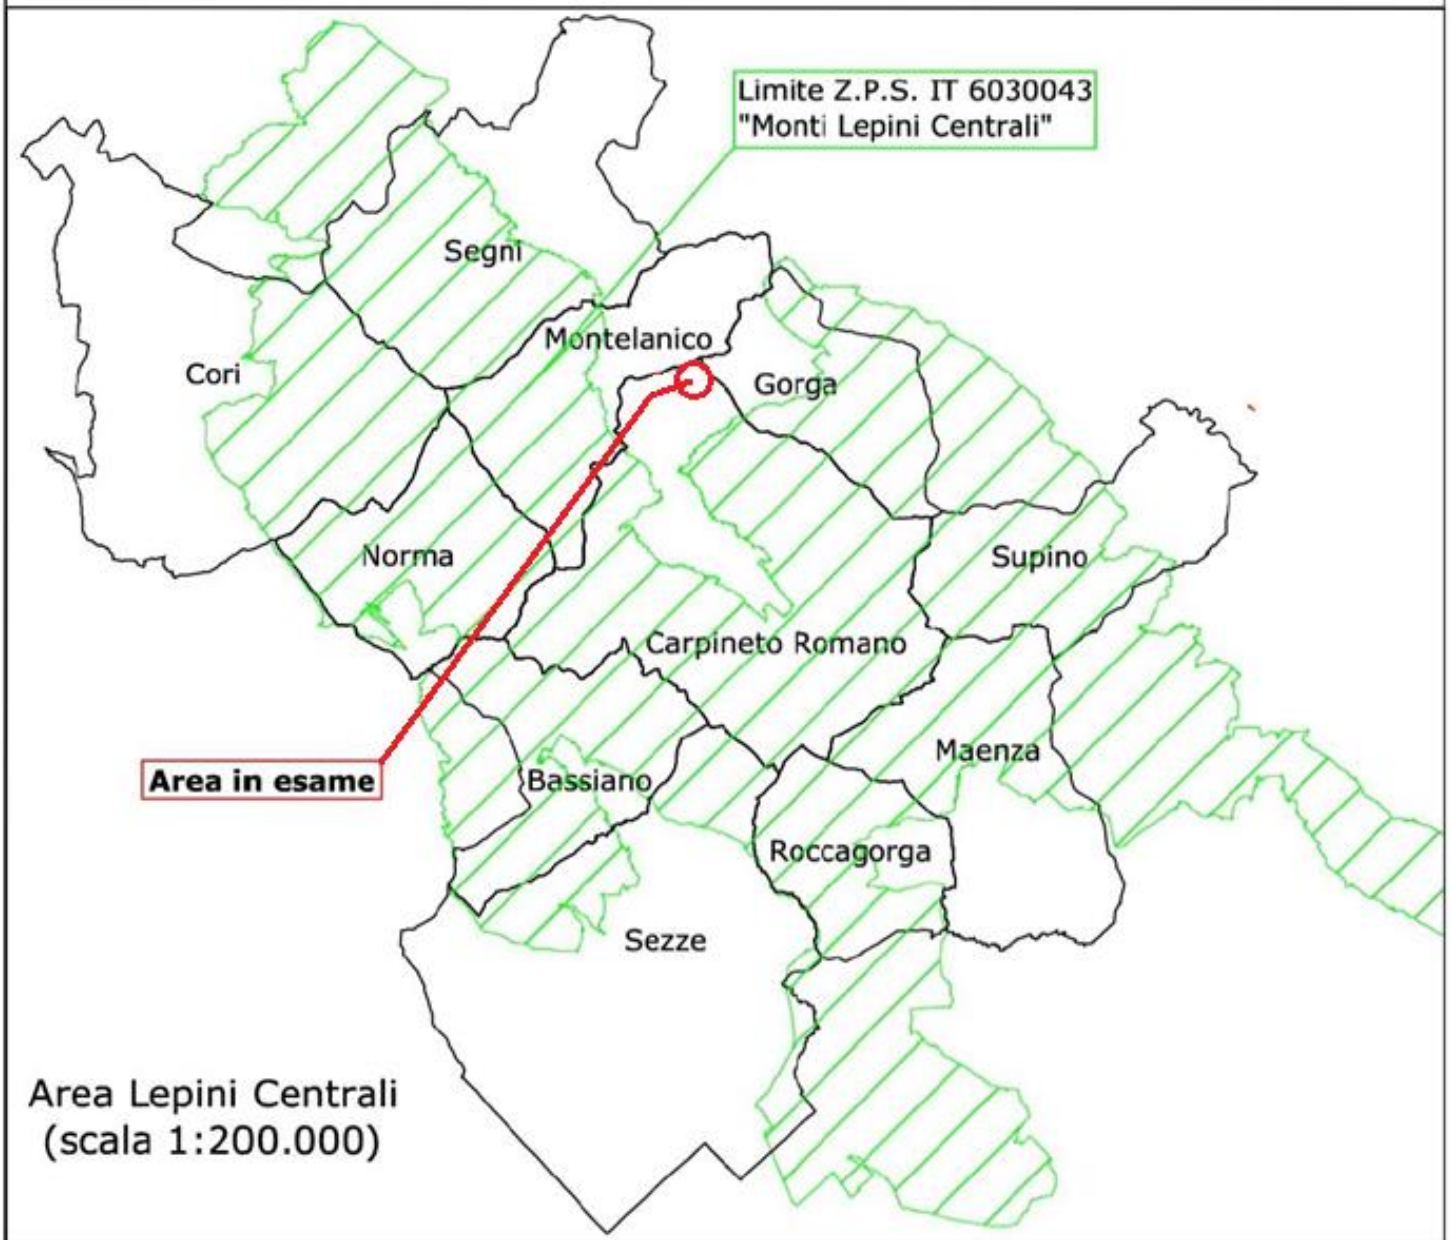 Limite Z.P.S. IT 6030043
"Monti Lepini Centrali"
Segni
Montelanico
Cori
Gorga
Norma
Supino
Carpineto Romano
Maenza
Area in esame
Bassiano
Roccagorga
Sezze
Area Lepini Centrali
(scala 1:200.000)